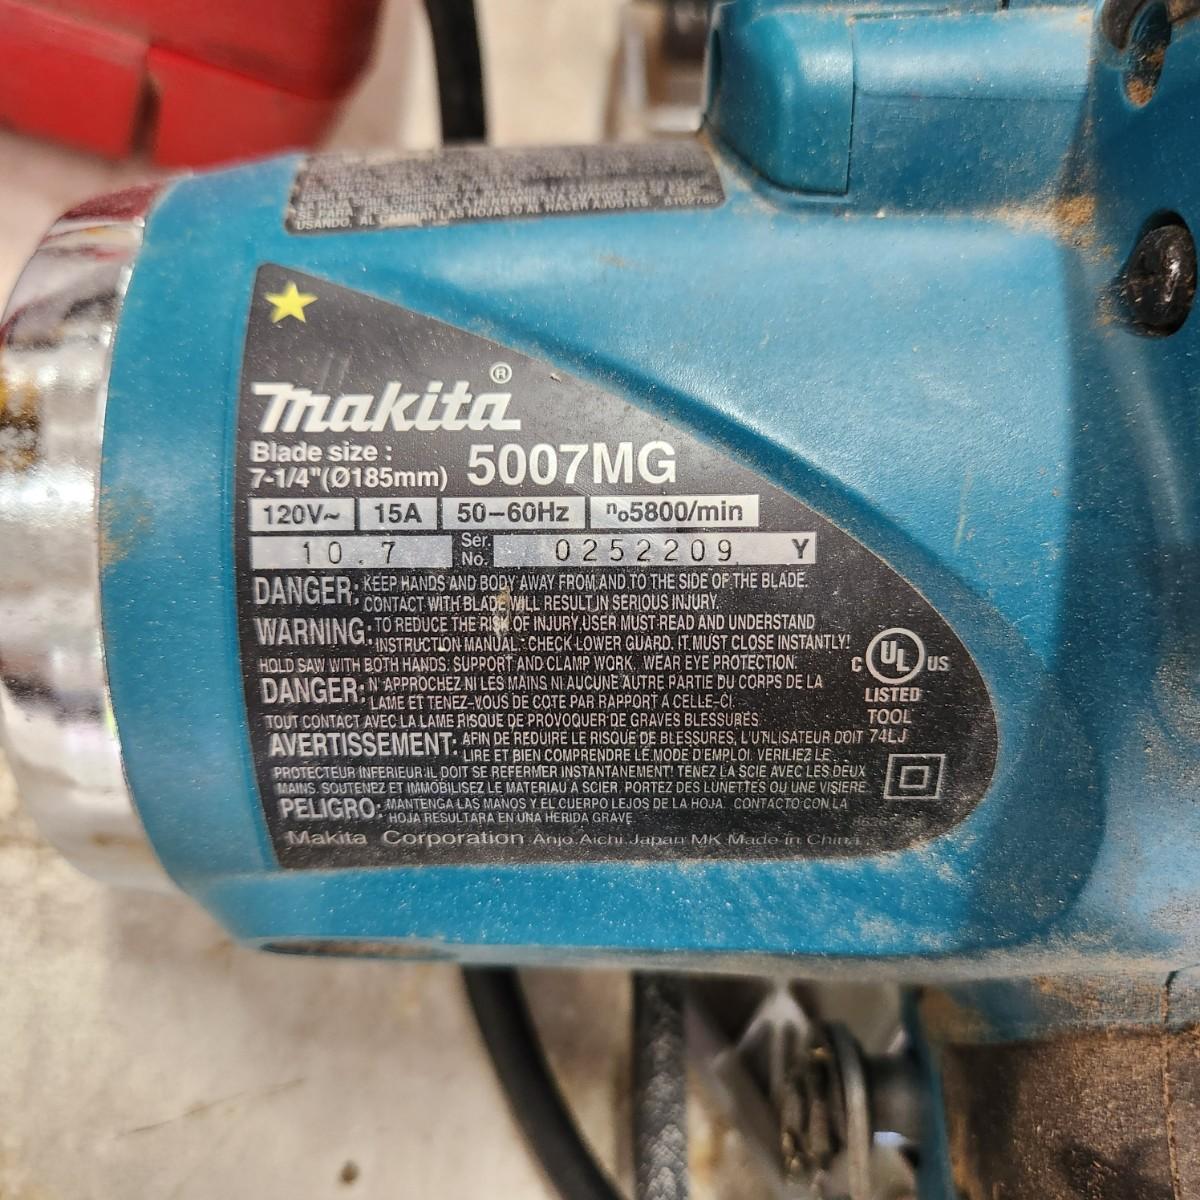 USANDO, AL HOJAS O AL HACER AJUSTES.
makita®
Blade size :
7-1/4"(Ø185mm) 5007MG
120V~ 15A 50–60Hz n₀5800/min
10.7 Ser. No. 0252209 Y
DANGER: KEEP HANDS AND BODY AWAY FROM AND TO THE SIDE OF THE BLADE.
CONTACT WITH BLADE WILL RESULT IN SERIOUS INJURY.
WARNING: TO REDUCE THE RISK OF INJURY, USER MUST READ AND UNDERSTAND
INSTRUCTION MANUAL. CHECK LOWER GUARD. IT MUST CLOSE INSTANTLY!
HOLD SAW WITH BOTH HANDS. SUPPORT AND CLAMP WORK. WEAR EYE PROTECTION.
DANGER: N'APPROCHEZ NI LES MAINS NI AUCUNE AUTRE PARTIE DU CORPS DE LA
LAME ET TENEZ-VOUS DE COTE PAR RAPPORT A CELLE-CI.
TOUT CONTACT AVEC LA LAME RISQUE DE PROVOQUER DE GRAVES BLESSURES.
AVERTISSEMENT: AFIN DE REDUIRE LE RISQUE DE BLESSURES, L'UTILISATEUR DOIT
LIRE ET BIEN COMPRENDRE LE MODE D'EMPLOI. VERIFIEZ LE
PROTECTEUR INFERIEUR:IL DOIT SE REFERMER INSTANTANEMENT! TENEZ LA SCIE AVEC LES DEUX
MAINS. SOUTENEZ ET IMMOBILISEZ LE MATERIAU A SCIER. PORTEZ DES LUNETTES OU UNE VISIERE.
PELIGRO: MANTENGA LAS MANOS Y EL CUERPO LEJOS DE LA HOJA. CONTACTO CON LA
HOJA RESULTARA EN UNA HERIDA GRAVE.
Makita Corporation Anjo, Aichi, Japan MK Made in China
C UL US
LISTED
TOOL
74LJ